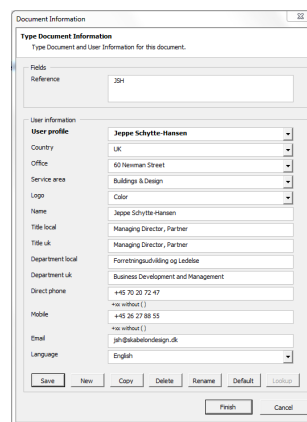 Document Information
Type Document Information
Type Document and User Information for this document.
Fields
Reference
JSH
User information
User profile
Jeppe Schytte-Hansen
Country
UK
Office
60 Newman Street
Service area
Buildings & Design
Logo
Color
Name
Jeppe Schytte-Hansen
Title local
Managing Director, Partner
Title uk
Managing Director, Partner
Department local
Forretningsudvikling og Ledelse
Department uk
Business Development and Management
Direct phone
+45 70 20 72 47
+xx without ( )
Mobile
+45 26 27 88 55
+xx without ( )
Email
jsh@skabelondesign.dk
Language
English
Save New Copy Delete Rename Default Lookup
Finish Cancel